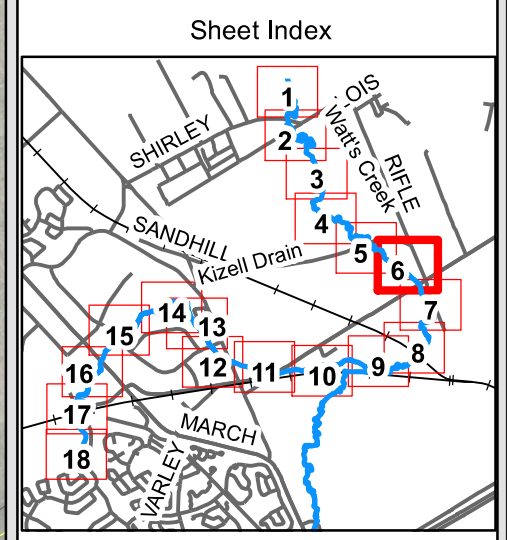 Sheet Index
1
OIS
SHIRLEY
2
Watt's Creek
RIFLE
3
4
SANDHILL
5
Kizell Drain
6
7
14
13
15
8
12
9
16
11
10
17
MARCH
18
VARLEY